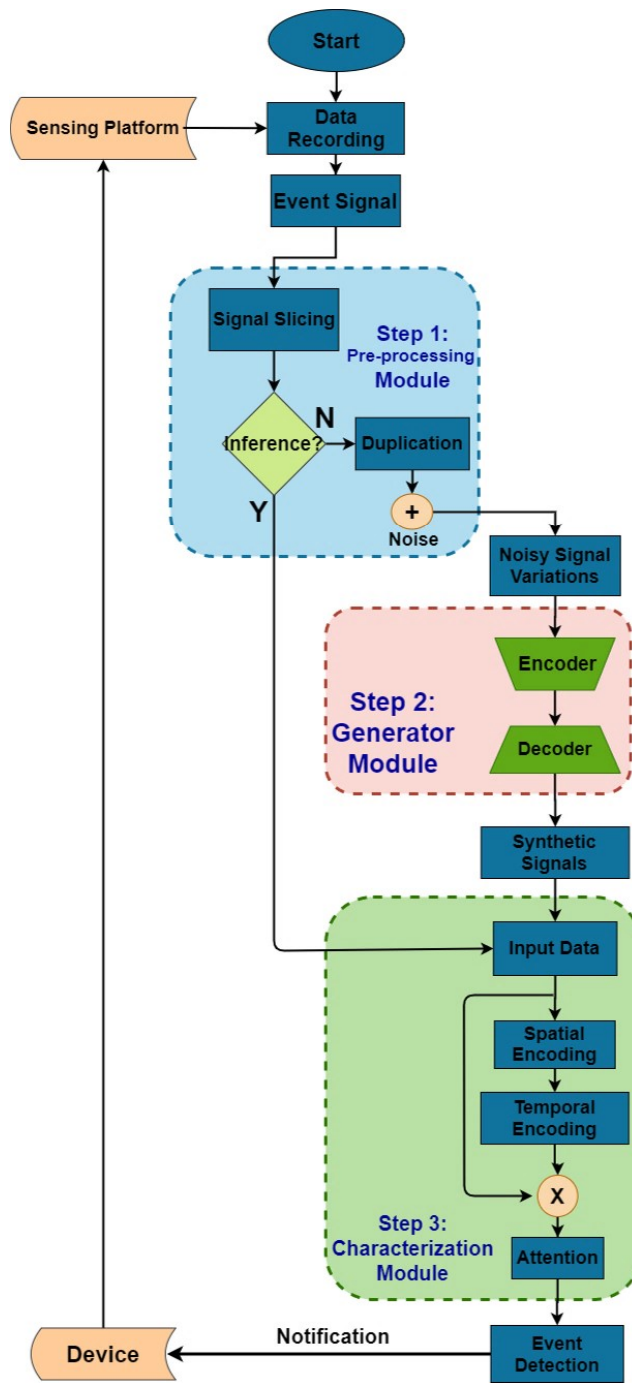 Start
Sensing Platform
Data
Recording
Event Signal
Signal Slicing
Step 1:
Pre-processing
Module
Inference?
N
Duplication
Y
+
Noise
Noisy Signal
Variations
Encoder
Step 2:
Generator
Module
Decoder
Synthetic
Signals
Input Data
Spatial
Encoding
Temporal
Encoding
X
Step 3:
Characterization
Module
Attention
Notification
Device
Event
Detection